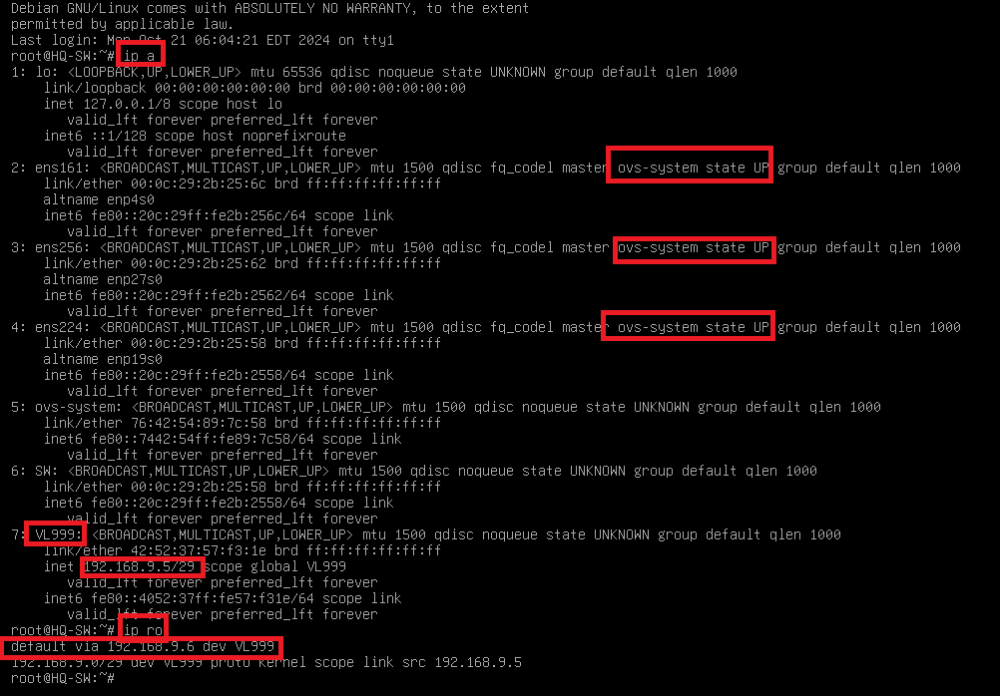 Debian GNU/Linux comes with ABSOLUTELY NO WARRANTY, to the extent
permitted by applicable law.
Last login: Mon Oct 21 06:04:21 EDT 2024 on tty1
root@HQ-SW:~# ip a
1: lo: <LOOPBACK,UP,LOWER_UP> mtu 65536 qdisc noqueue state UNKNOWN group default qlen 1000
link/loopback 00:00:00:00:00:00 brd 00:00:00:00:00:00
inet 127.0.0.1/8 scope host lo
valid_lft forever preferred_lft forever
inet6 ::1/128 scope host noprefixroute
valid_lft forever preferred_lft forever
2: ens161: <BROADCAST,MULTICAST,UP,LOWER_UP> mtu 1500 qdisc fq_codel master ovs-system state UP group default qlen 1000
link/ether 00:0c:29:2b:25:6c brd ff:ff:ff:ff:ff:ff
altname enp4s0
inet6 fe80::20c:29ff:fe2b:256c/64 scope link
valid_lft forever preferred_lft forever
3: ens256: <BROADCAST,MULTICAST,UP,LOWER_UP> mtu 1500 qdisc fq_codel master ovs-system state UP group default qlen 1000
link/ether 00:0c:29:2b:25:62 brd ff:ff:ff:ff:ff:ff
altname enp27s0
inet6 fe80::20c:29ff:fe2b:2562/64 scope link
valid_lft forever preferred_lft forever
4: ens224: <BROADCAST,MULTICAST,UP,LOWER_UP> mtu 1500 qdisc fq_codel master ovs-system state UP group default qlen 1000
link/ether 00:0c:29:2b:25:58 brd ff:ff:ff:ff:ff:ff
altname enp19s0
inet6 fe80::20c:29ff:fe2b:2558/64 scope link
valid_lft forever preferred_lft forever
5: ovs-system: <BROADCAST,MULTICAST,UP,LOWER_UP> mtu 1500 qdisc noqueue state UNKNOWN group default qlen 1000
link/ether 76:42:54:89:7c:58 brd ff:ff:ff:ff:ff:ff
inet6 fe80::7442:54ff:fe89:7c58/64 scope link
valid_lft forever preferred_lft forever
6: SW: <BROADCAST,MULTICAST,UP,LOWER_UP> mtu 1500 qdisc noqueue state UNKNOWN group default qlen 1000
link/ether 00:0c:29:2b:25:58 brd ff:ff:ff:ff:ff:ff
inet6 fe80::20c:29ff:fe2b:2558/64 scope link
valid_lft forever preferred_lft forever
7: VL999: <BROADCAST,MULTICAST,UP,LOWER_UP> mtu 1500 qdisc noqueue state UNKNOWN group default qlen 1000
link/ether 42:52:37:57:f3:1e brd ff:ff:ff:ff:ff:ff
inet 192.168.9.5/29 scope global VL999
valid_lft forever preferred_lft forever
inet6 fe80::4052:37ff:fe57:f31e/64 scope link
valid_lft forever preferred_lft forever
root@HQ-SW:~# ip ro
default via 192.168.9.6 dev VL999
192.168.9.0/29 dev VL999 proto kernel scope link src 192.168.9.5
root@HQ-SW:~#